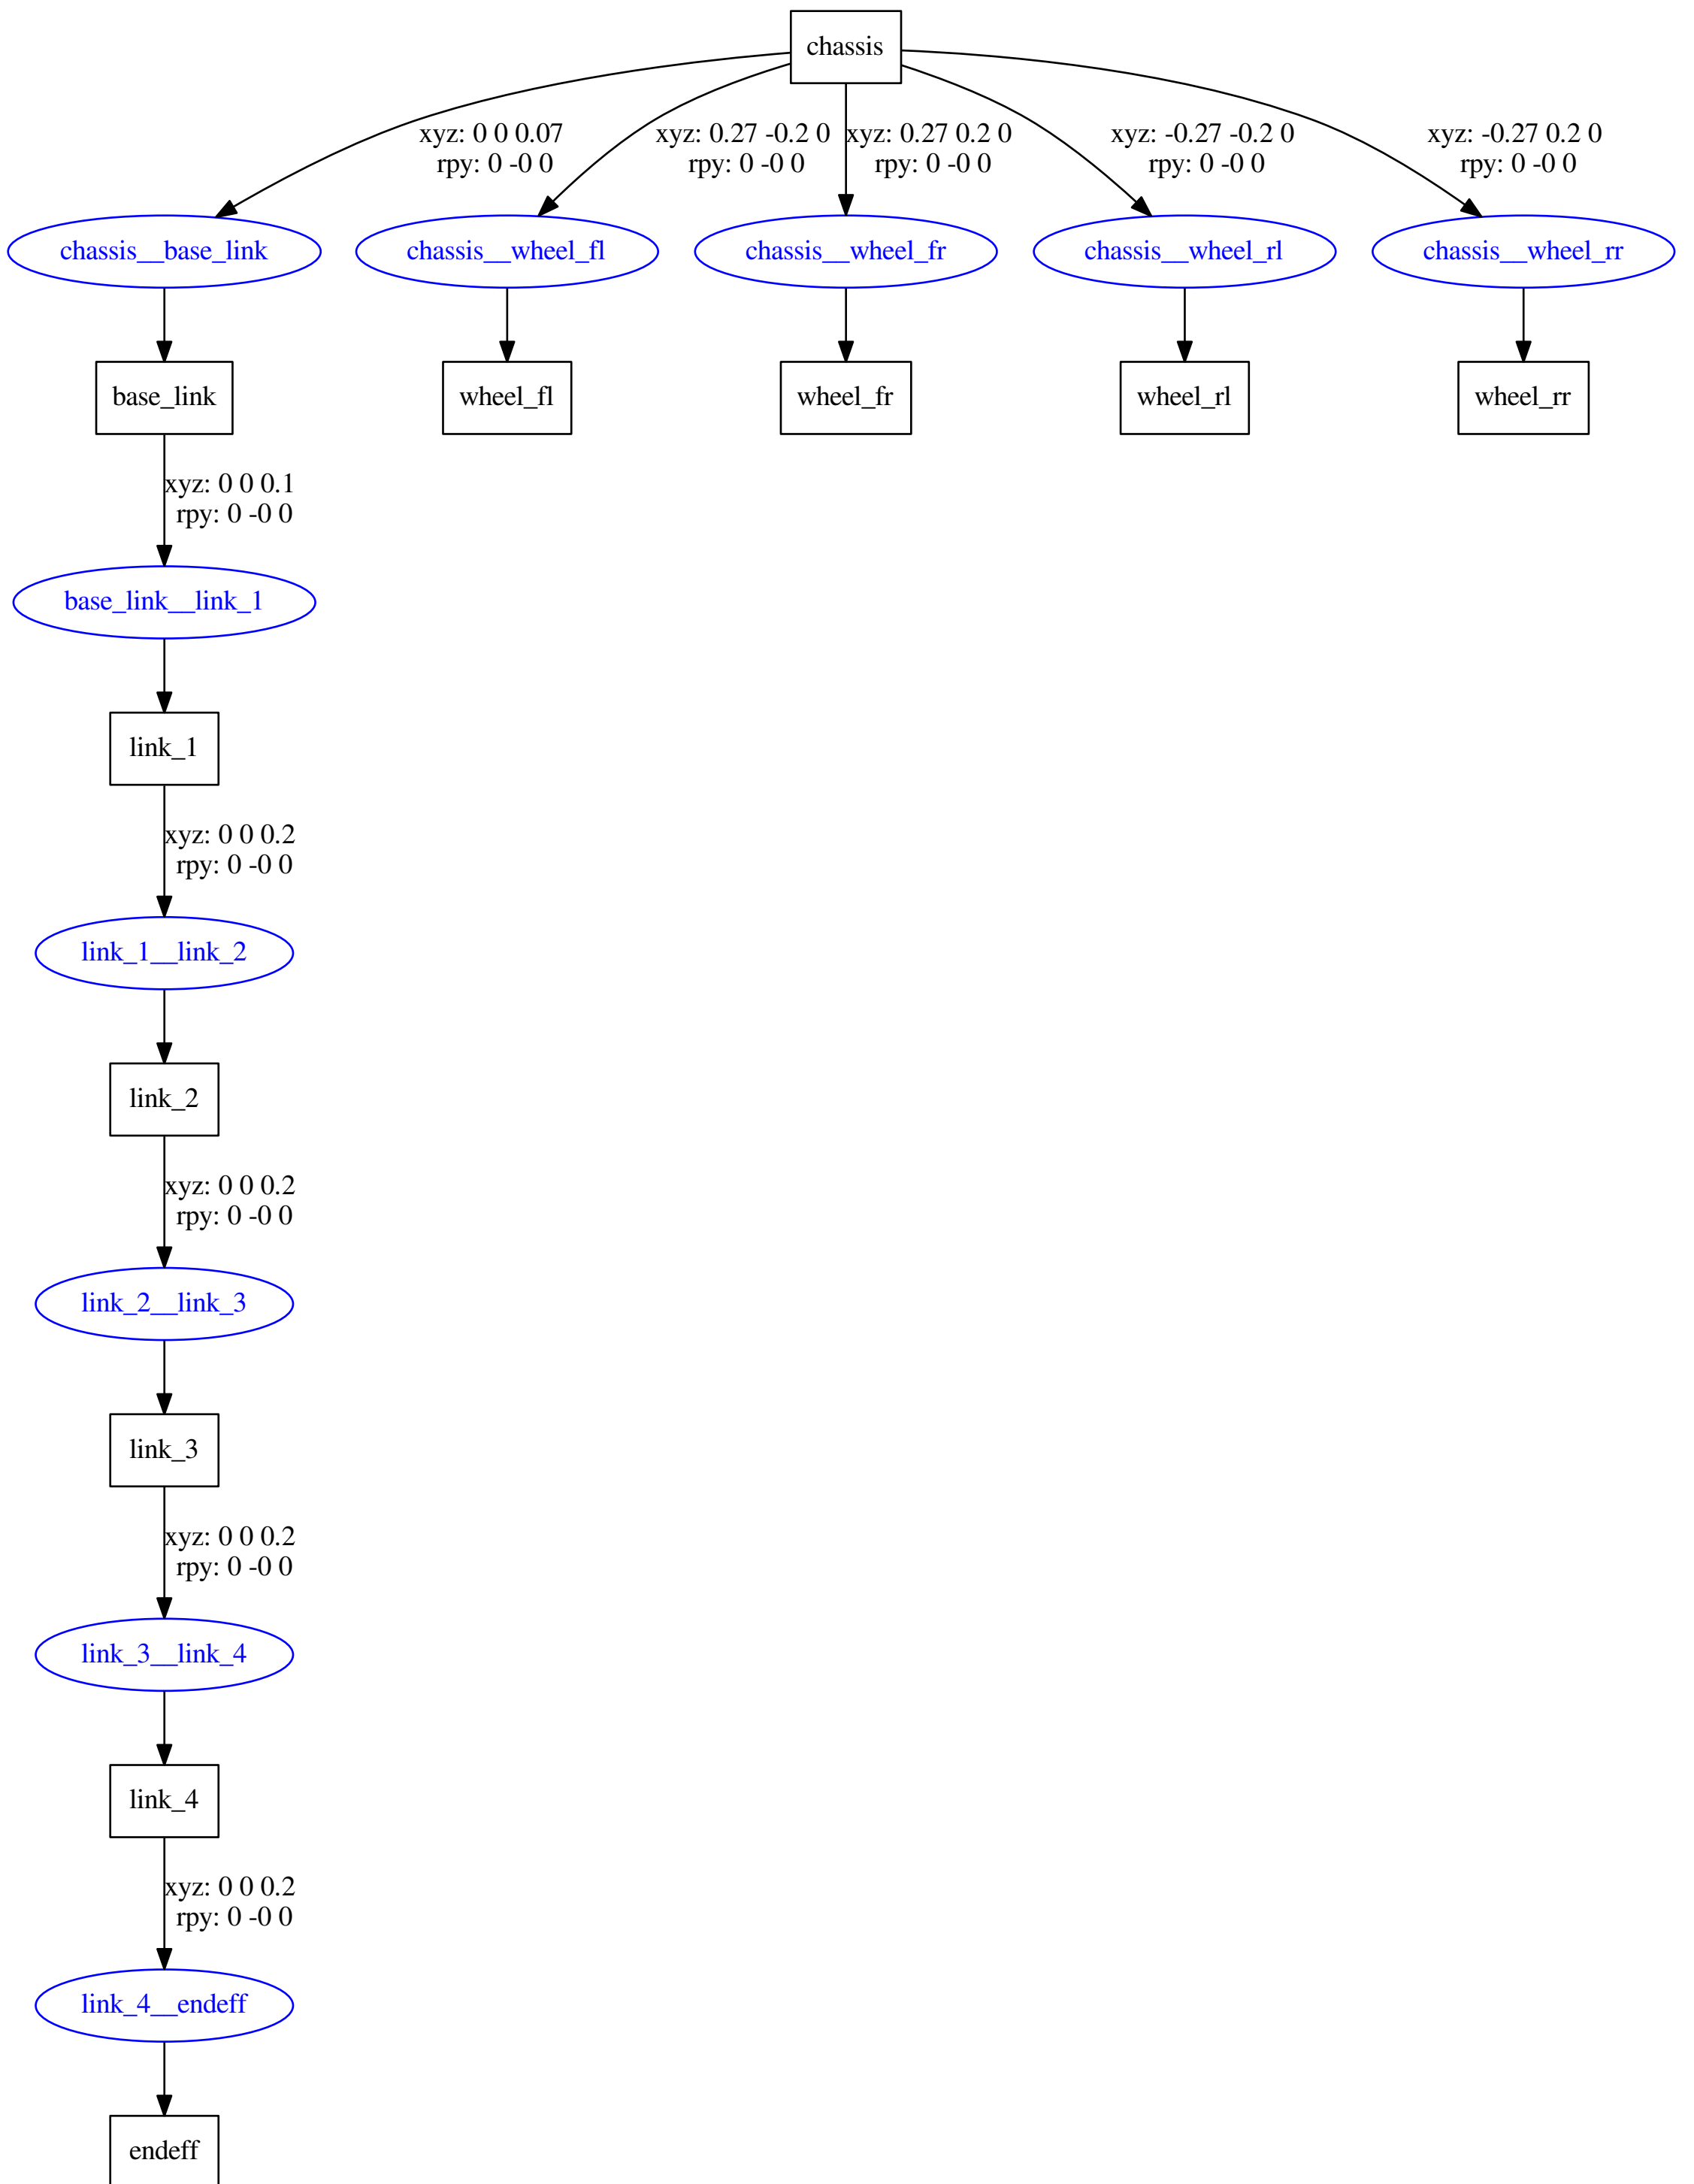 chassis
xyz: 0 0 0.07
rpy: 0 -0 0
xyz: 0.27 -0.2 0
rpy: 0 -0 0
xyz: 0.27 0.2 0
rpy: 0 -0 0
xyz: -0.27 -0.2 0
rpy: 0 -0 0
xyz: -0.27 0.2 0
rpy: 0 -0 0
chassis__base_link
chassis__wheel_fl
chassis__wheel_fr
chassis__wheel_rl
chassis__wheel_rr
base_link
wheel_fl
wheel_fr
wheel_rl
wheel_rr
xyz: 0 0 0.1
rpy: 0 -0 0
base_link__link_1
link_1
xyz: 0 0 0.2
rpy: 0 -0 0
link_1__link_2
link_2
xyz: 0 0 0.2
rpy: 0 -0 0
link_2__link_3
link_3
xyz: 0 0 0.2
rpy: 0 -0 0
link_3__link_4
link_4
xyz: 0 0 0.2
rpy: 0 -0 0
link_4__endeff
endeff